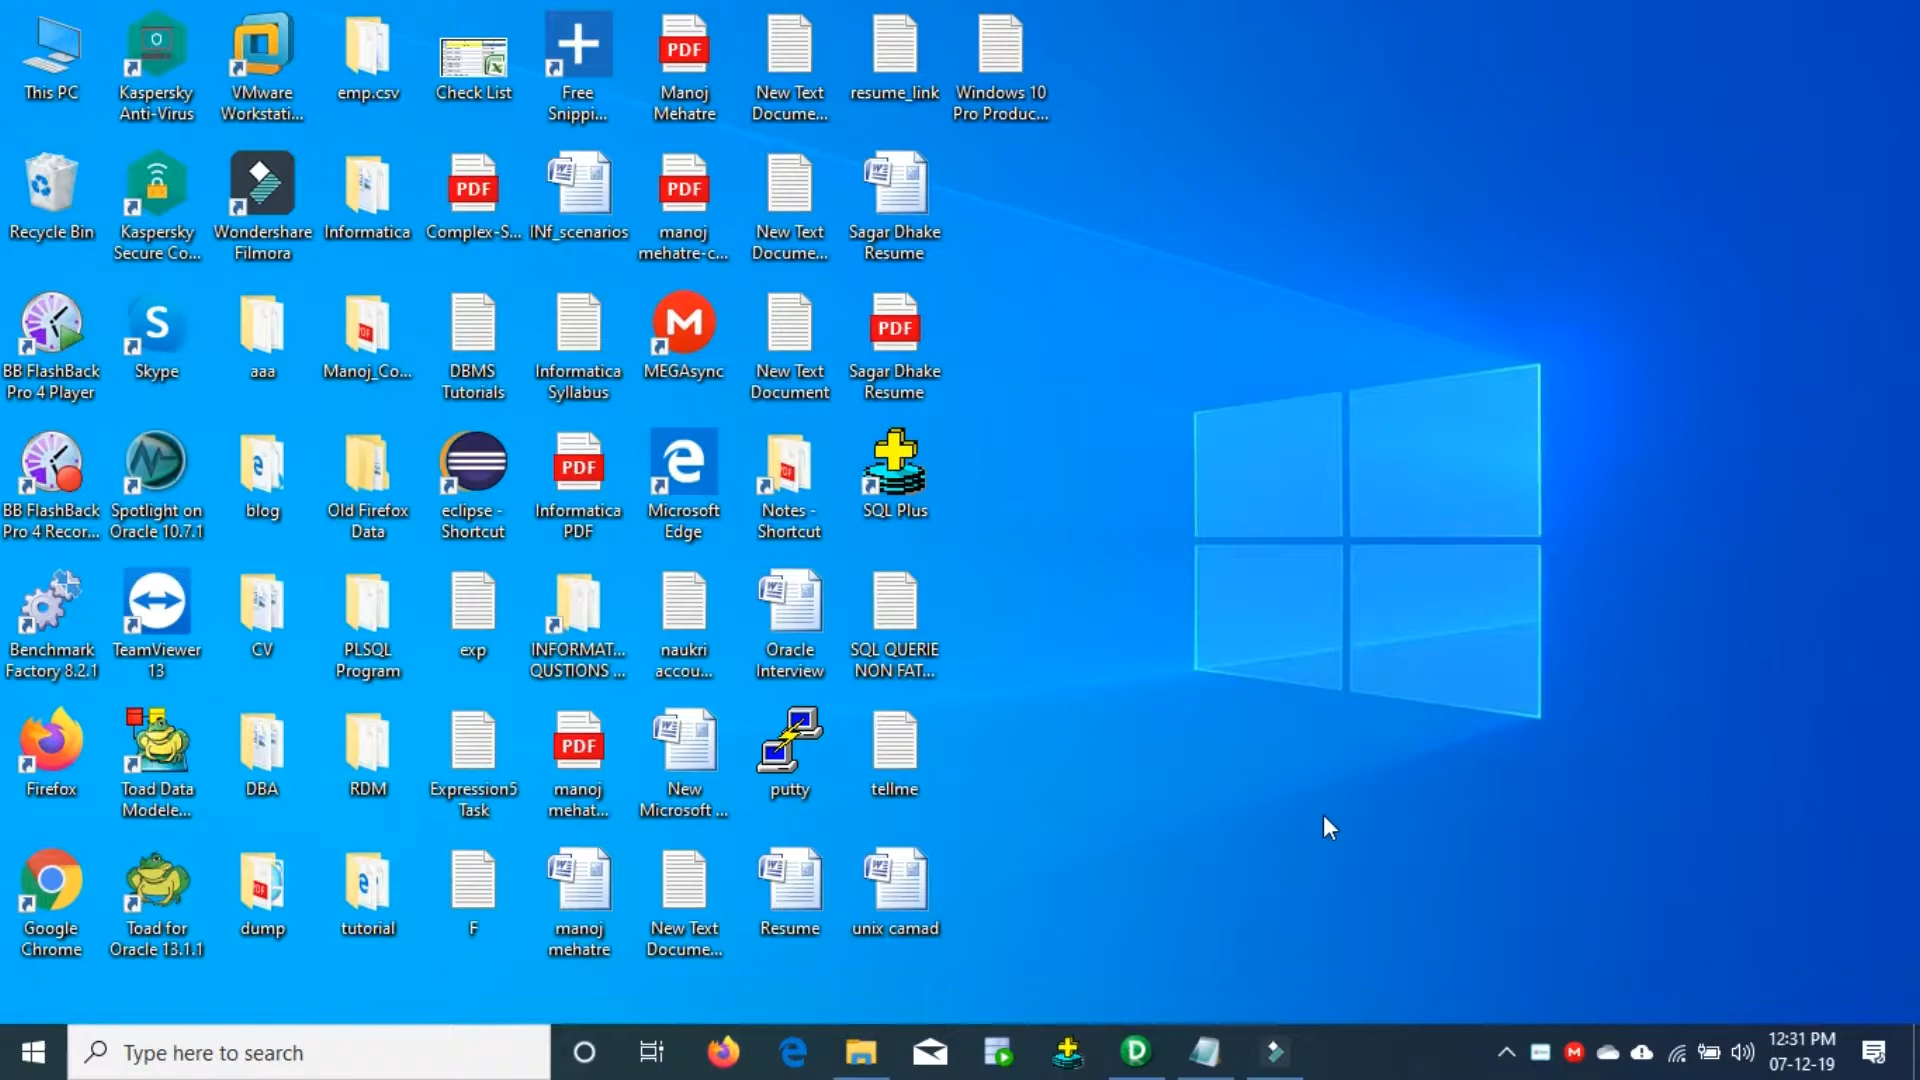 This PC
Kaspersky
Anti-Virus
VMware
Workstati...
emp.csv
Check List
Free
Snippi...
PDF
Manoj
Mehatre
New Text
Docume...
resume_link
Windows 10
Pro Produc...
Recycle Bin
Kaspersky
Secure Co...
Wondershare
Filmora
Informatica
PDF
Complex-S...
INf_scenarios
PDF
manoj
mehatre-c...
New Text
Docume...
Sagar Dhake
Resume
BB FlashBack
Pro 4 Player
S
Skype
aaa
Manoj_Co...
DBMS
Tutorials
Informatica
Syllabus
M
MEGAsync
New Text
Document
PDF
Sagar Dhake
Resume
BB FlashBack
Pro 4 Recor...
Spotlight on
Oracle 10.7.1
blog
Old Firefox
Data
eclipse -
Shortcut
PDF
Informatica
PDF
Microsoft
Edge
Notes -
Shortcut
SQL Plus
Benchmark
Factory 8.2.1
TeamViewer
13
CV
PLSQL
Program
exp
INFORMAT...
QUSTIONS ...
naukri
accou...
Oracle
Interview
SQL QUERIE
NON FAT...
Firefox
Toad Data
Modele...
DBA
RDM
Expression5
Task
PDF
manoj
mehat...
New
Microsoft ...
putty
tellme
Google
Chrome
Toad for
Oracle 13.1.1
dump
tutorial
F
manoj
mehatre
New Text
Docume...
Resume
unix camad
Type here to search
D
M
12:31 PM
07-12-19